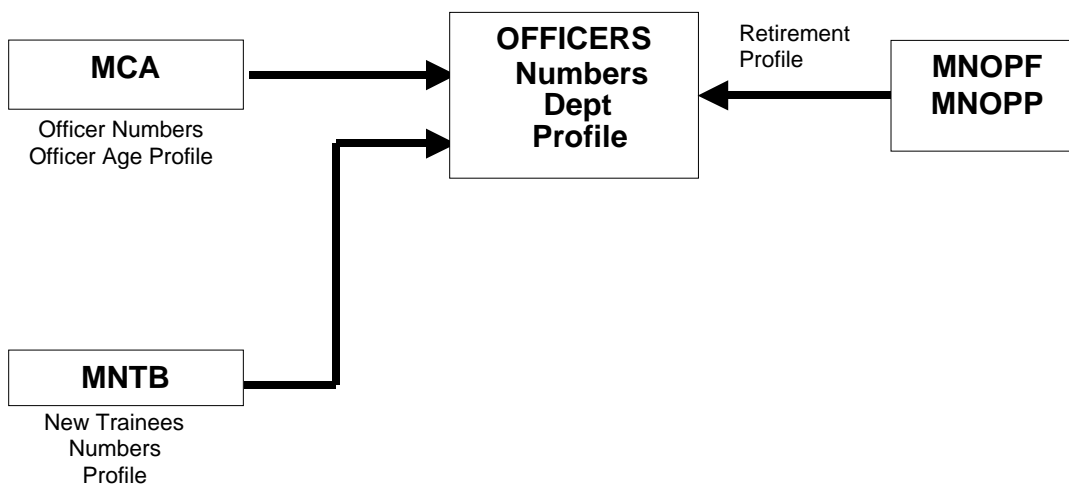 MCA
Officer Numbers
Officer Age Profile
OFFICERS
Numbers
Dept
Profile
Retirement
Profile
MNOPF
MNOPP
MNTB
New Trainees
Numbers
Profile